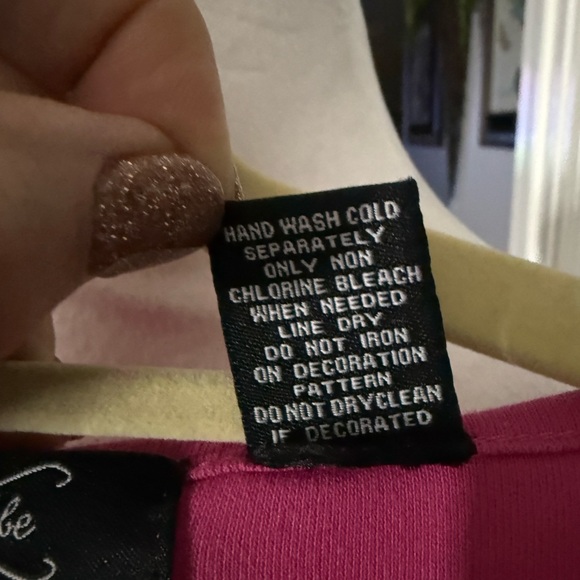 HAND WASH COLD
SEPARATELY
ONLY NON
CHLORINE BLEACH
WHEN NEEDED
LINE DRY
DO NOT IRON
ON DECORATION
PATTERN
DO NOT DRYCLEAN
IF DECORATED
be